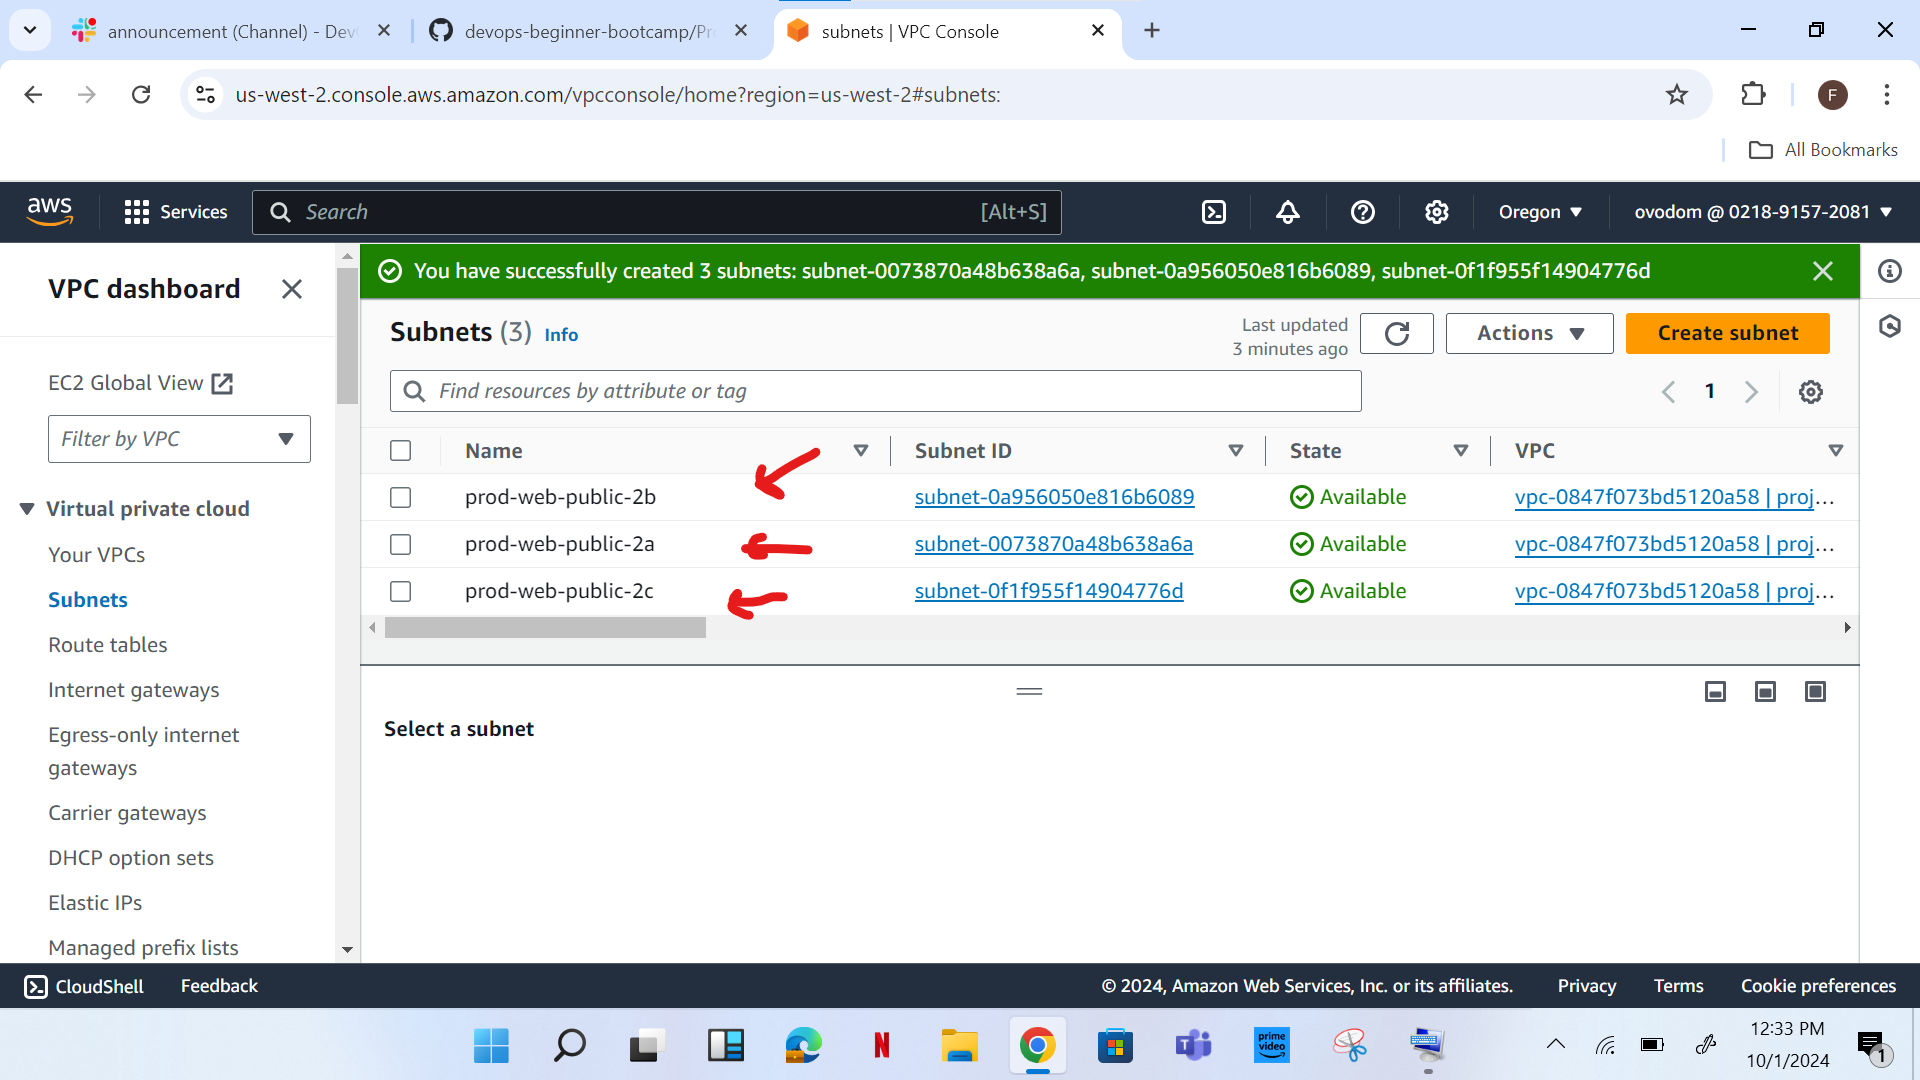 announcement (Channel) - Dev
devops-beginner-bootcamp/Pr
subnets | VPC Console
us-west-2.console.aws.amazon.com/vpcconsole/home?region=us-west-2#subnets:
F
All Bookmarks
aws
Services
Search
[Alt+S]
Oregon
ovodom @ 0218-9157-2081
VPC dashboard
You have successfully created 3 subnets: subnet-0073870a48b638a6a, subnet-0a956050e816b6089, subnet-0f1f955f14904776d
EC2 Global View
Filter by VPC
Virtual private cloud
Your VPCs
Subnets
Route tables
Internet gateways
Egress-only internet
gateways
Carrier gateways
DHCP option sets
Elastic IPs
Managed prefix lists
Subnets (3) Info
Last updated
3 minutes ago
Actions
Create subnet
Find resources by attribute or tag
1
Name Subnet ID State VPC
prod-web-public-2b subnet-0a956050e816b6089 Available vpc-0847f073bd5120a58 | proj…
prod-web-public-2a subnet-0073870a48b638a6a Available vpc-0847f073bd5120a58 | proj…
prod-web-public-2c subnet-0f1f955f14904776d Available vpc-0847f073bd5120a58 | proj…
Select a subnet
CloudShell Feedback
© 2024, Amazon Web Services, Inc. or its affiliates. Privacy Terms Cookie preferences
N
prime
video
12:33 PM
10/1/2024
1